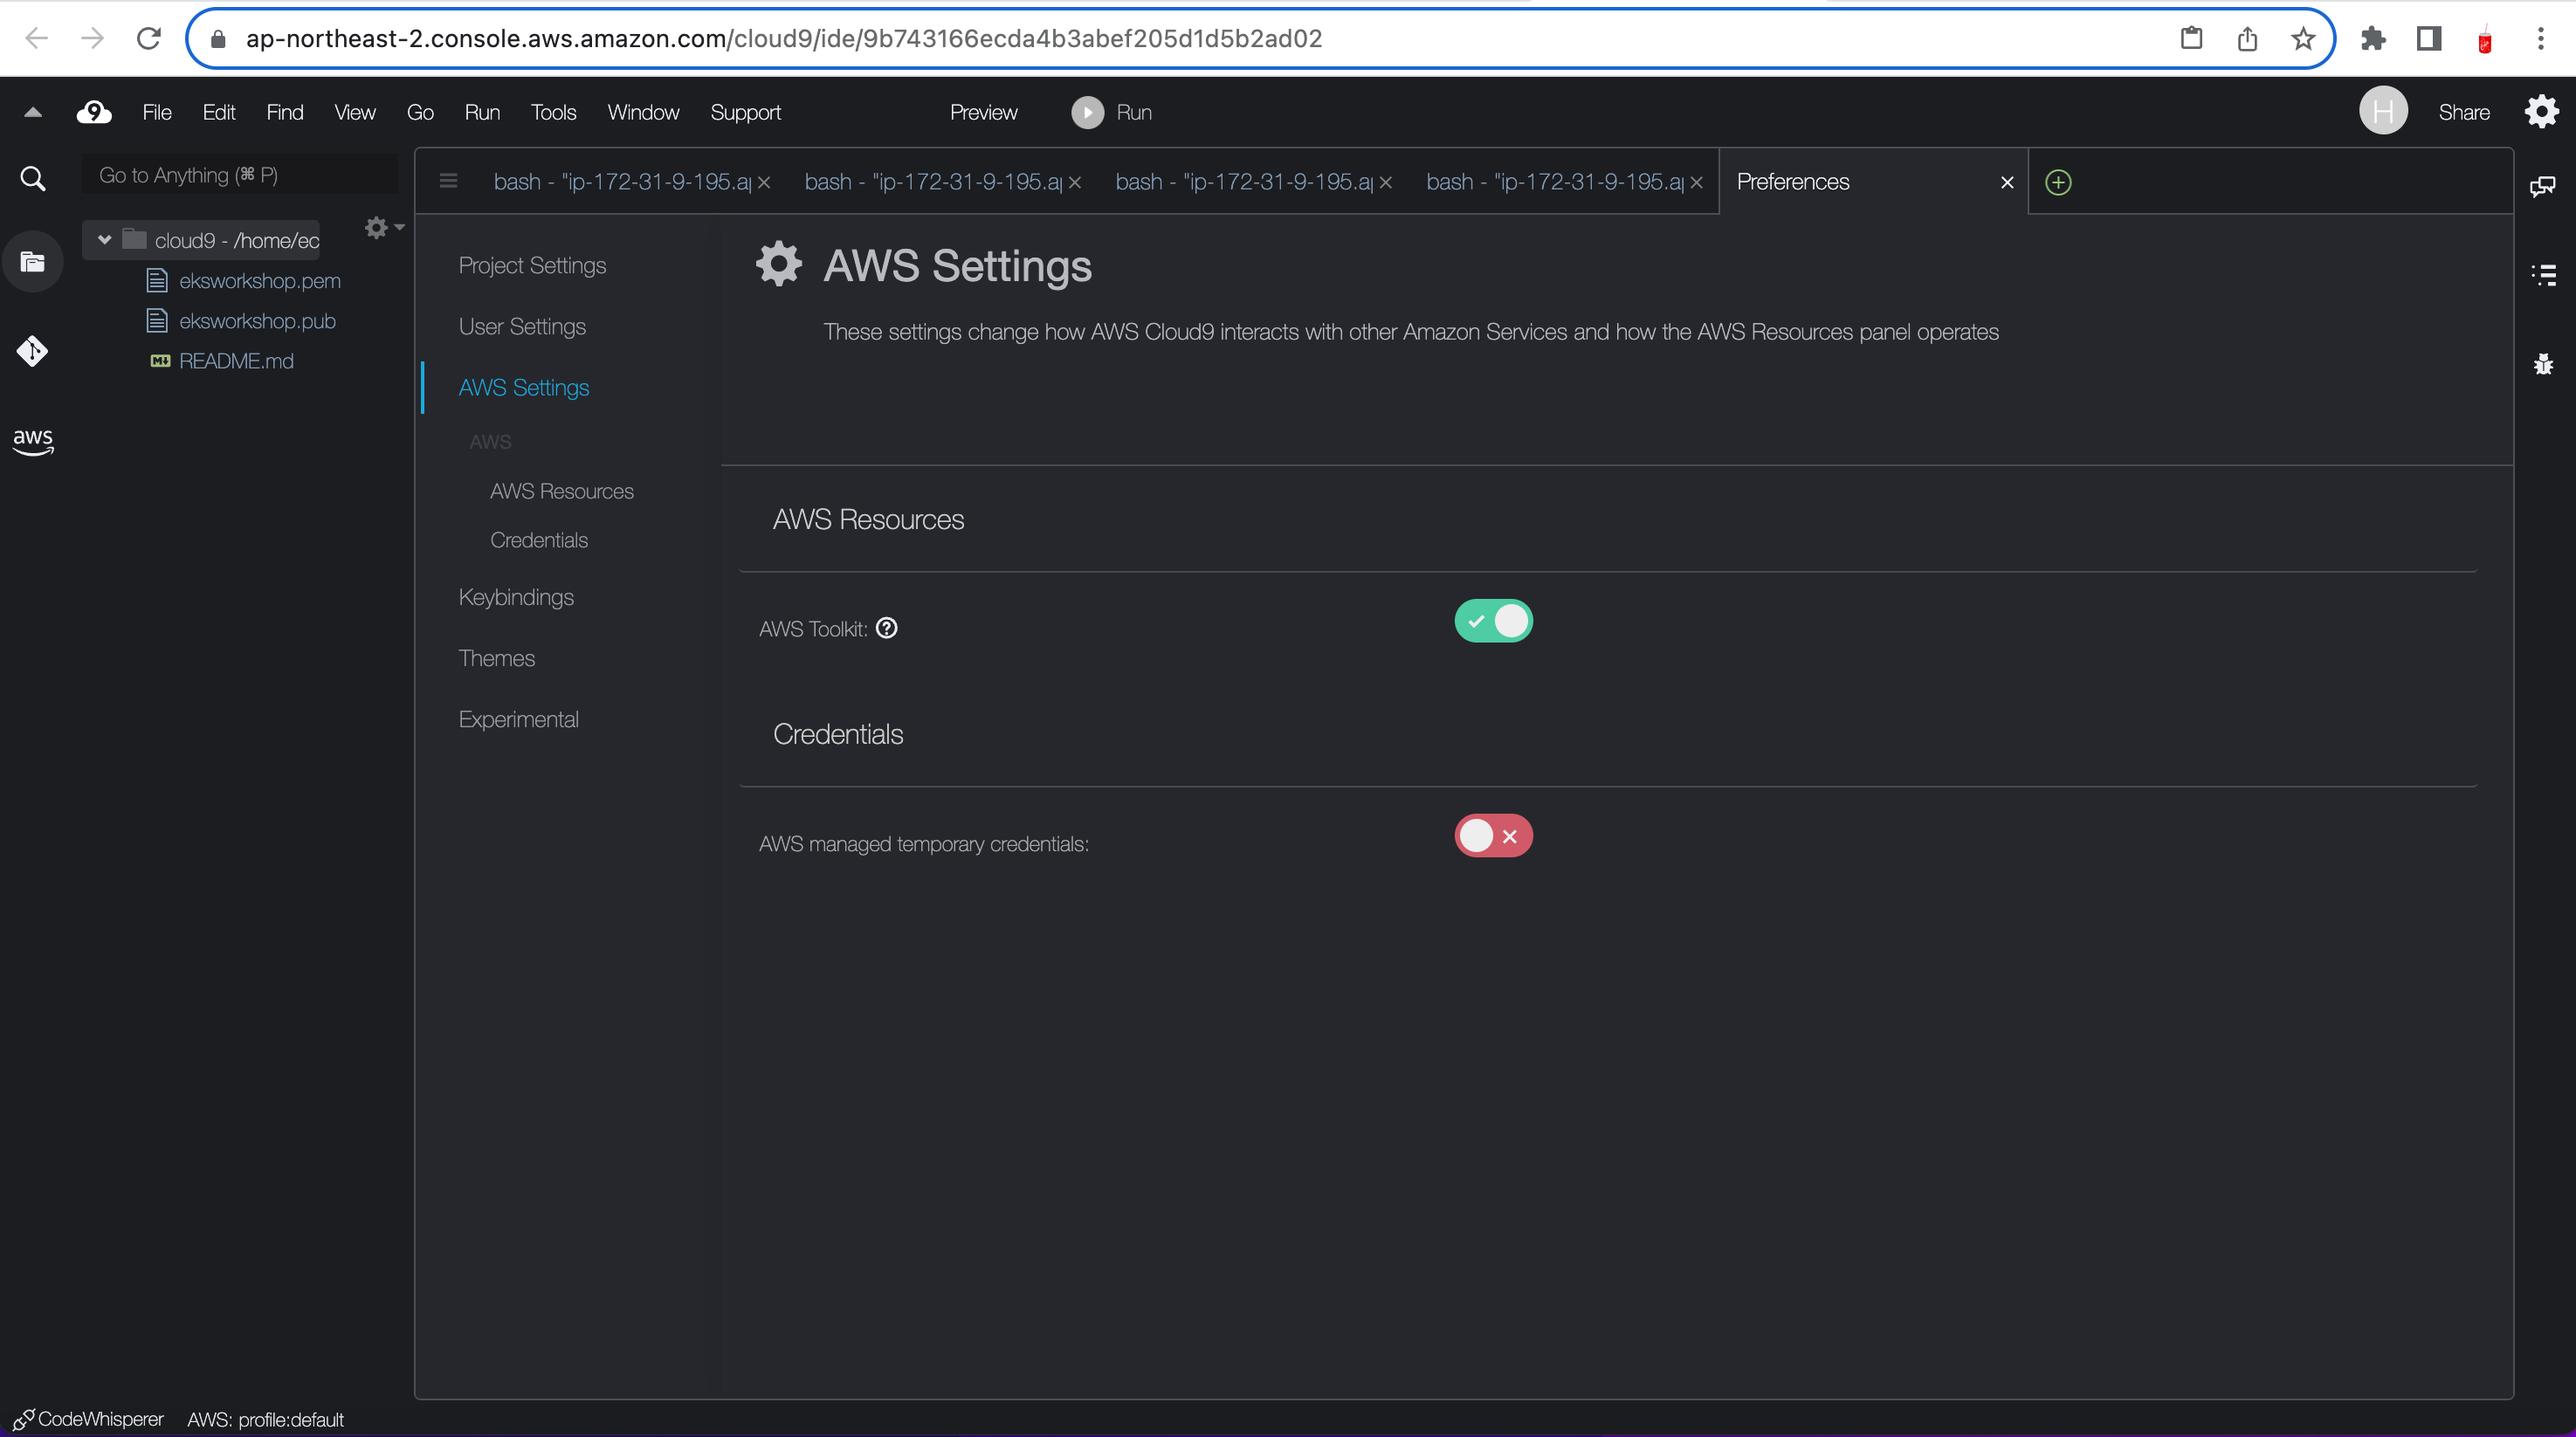 ap-northeast-2.console.aws.amazon.com/cloud9/ide/9b743166ecda4b3abef205d1d5b2ad02
9 File Edit Find View Go Run Tools Window Support Preview Run H Share
Go to Anything (⌘ P)
bash - "ip-172-31-9-195.a bash - "ip-172-31-9-195.a bash - "ip-172-31-9-195.a bash - "ip-172-31-9-195.a Preferences
cloud9 - /home/ec
eksworkshop.pem
eksworkshop.pub
README.md
aws
Project Settings
User Settings
AWS Settings
AWS
AWS Resources
Credentials
Keybindings
Themes
Experimental
AWS Settings
These settings change how AWS Cloud9 interacts with other Amazon Services and how the AWS Resources panel operates
AWS Resources
AWS Toolkit: ?
Credentials
AWS managed temporary credentials:
CodeWhisperer AWS: profile:default